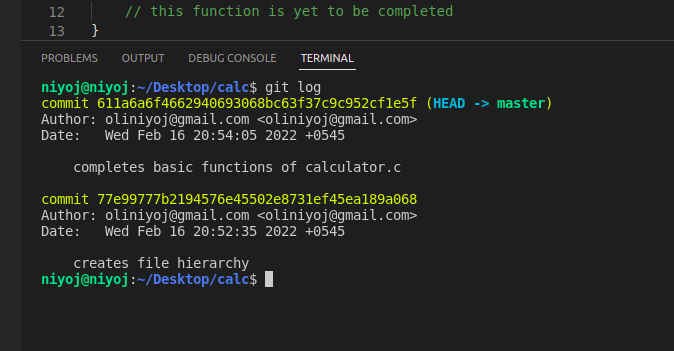 12 // this function is yet to be completed
13 }
PROBLEMS OUTPUT DEBUG CONSOLE TERMINAL
niyoj@niyoj:~/Desktop/calc$ git log
commit 611a6a6f4662940693068bc63f37c9c952cf1e5f (HEAD -> master)
Author: oliniyoj@gmail.com <oliniyoj@gmail.com>
Date:   Wed Feb 16 20:54:05 2022 +0545
completes basic functions of calculator.c
commit 77e99777b2194576e45502e8731ef45ea189a068
Author: oliniyoj@gmail.com <oliniyoj@gmail.com>
Date:   Wed Feb 16 20:52:35 2022 +0545
creates file hierarchy
niyoj@niyoj:~/Desktop/calc$